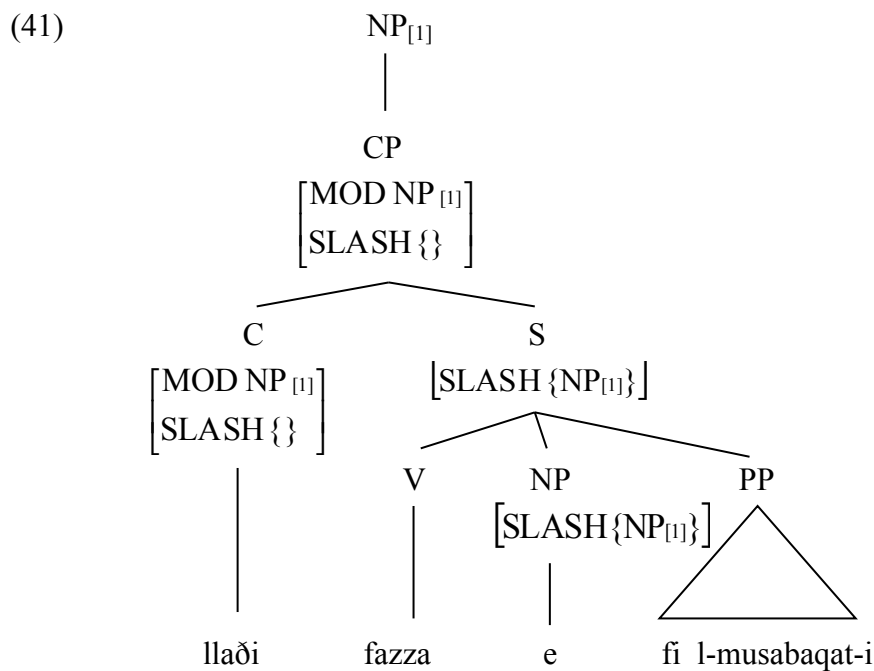 (41) NP[1]
CP
[MOD NP [1]
SLASH {}]
C S
[MOD NP [1]
SLASH {}] [SLASH {NP[1]}]
V NP PP
[SLASH{NP[1]}]
llaði fazza e fi l-musabaqat-i